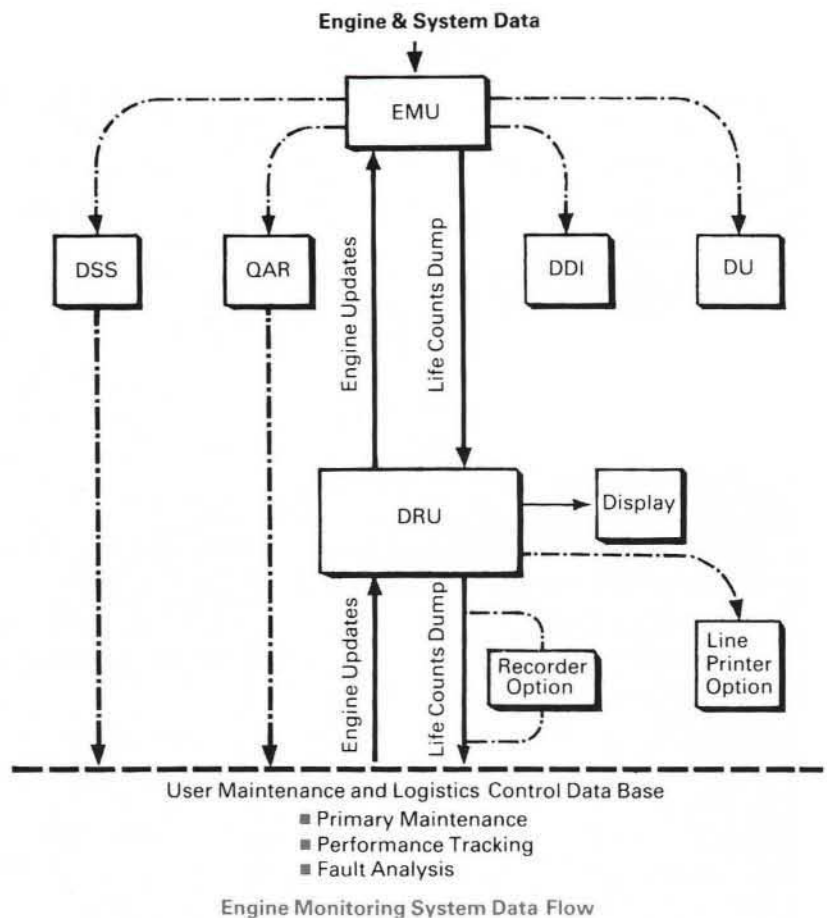 Engine & System Data
EMU
DSS
QAR
Engine Updates
Life Counts Dump
DDI
DU
DRU
Display
Engine Updates
Life Counts Dump
Recorder
Option
Line
Printer
Option
User Maintenance and Logistics Control Data Base
■ Primary Maintenance
■ Performance Tracking
■ Fault Analysis
Engine Monitoring System Data Flow